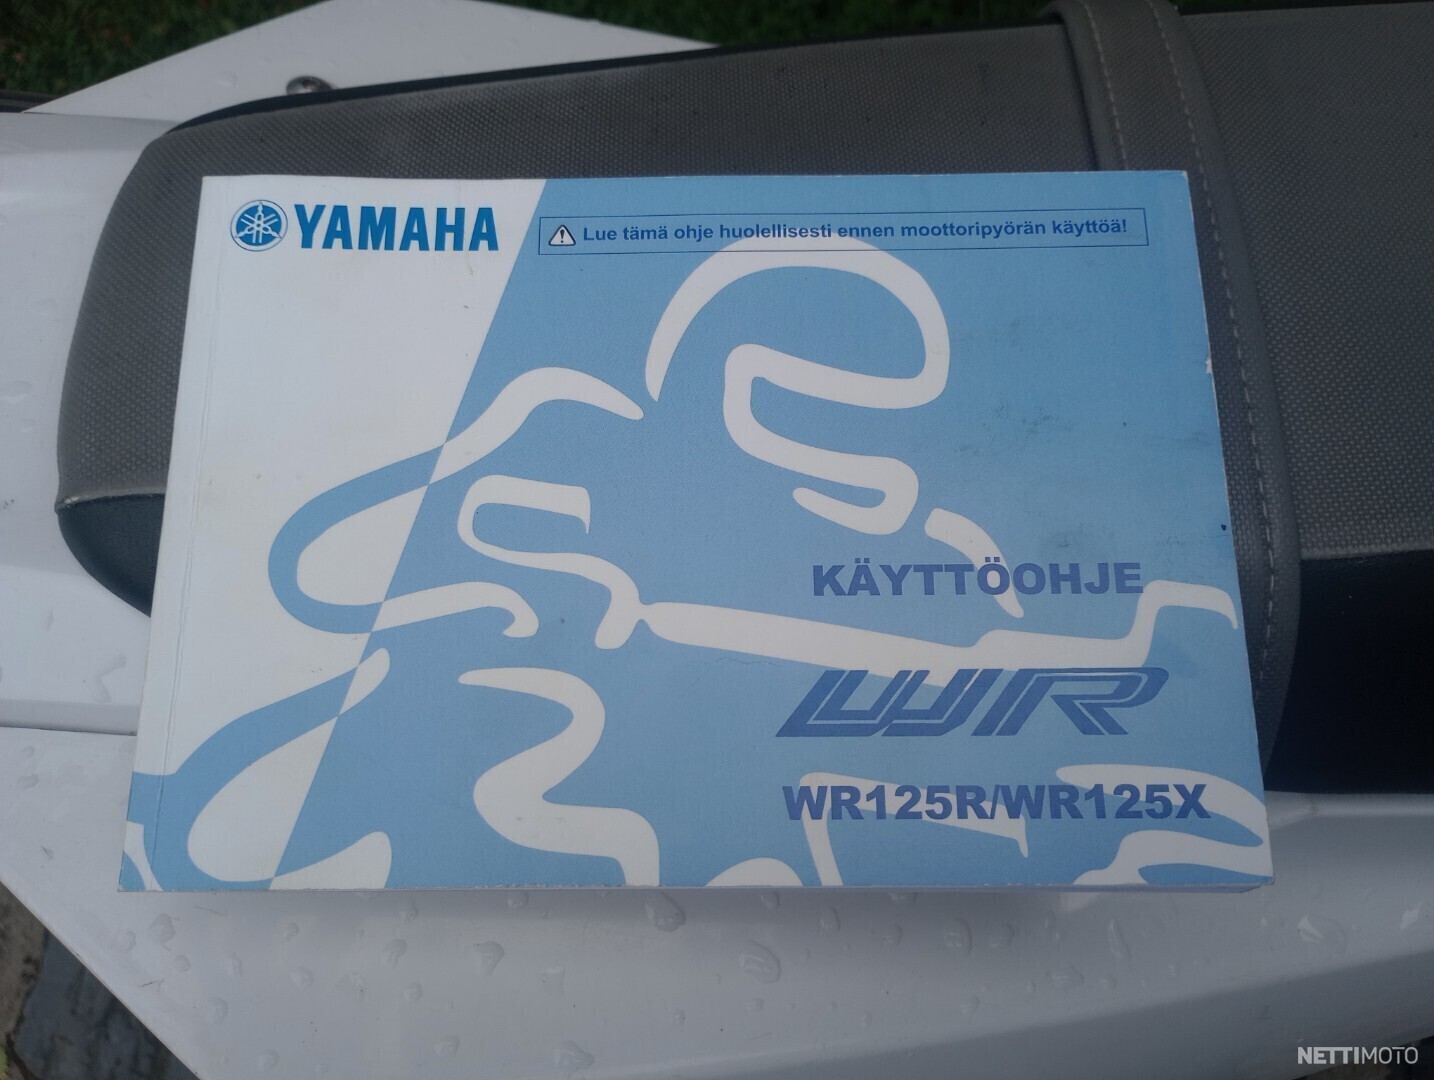 YAMAHA
Lue tämä ohje huolellisesti ennen moottoripyörän käyttöä!
KÄYTTÖOHJE
WR
WR125R/WR125X
NETTIMOTO